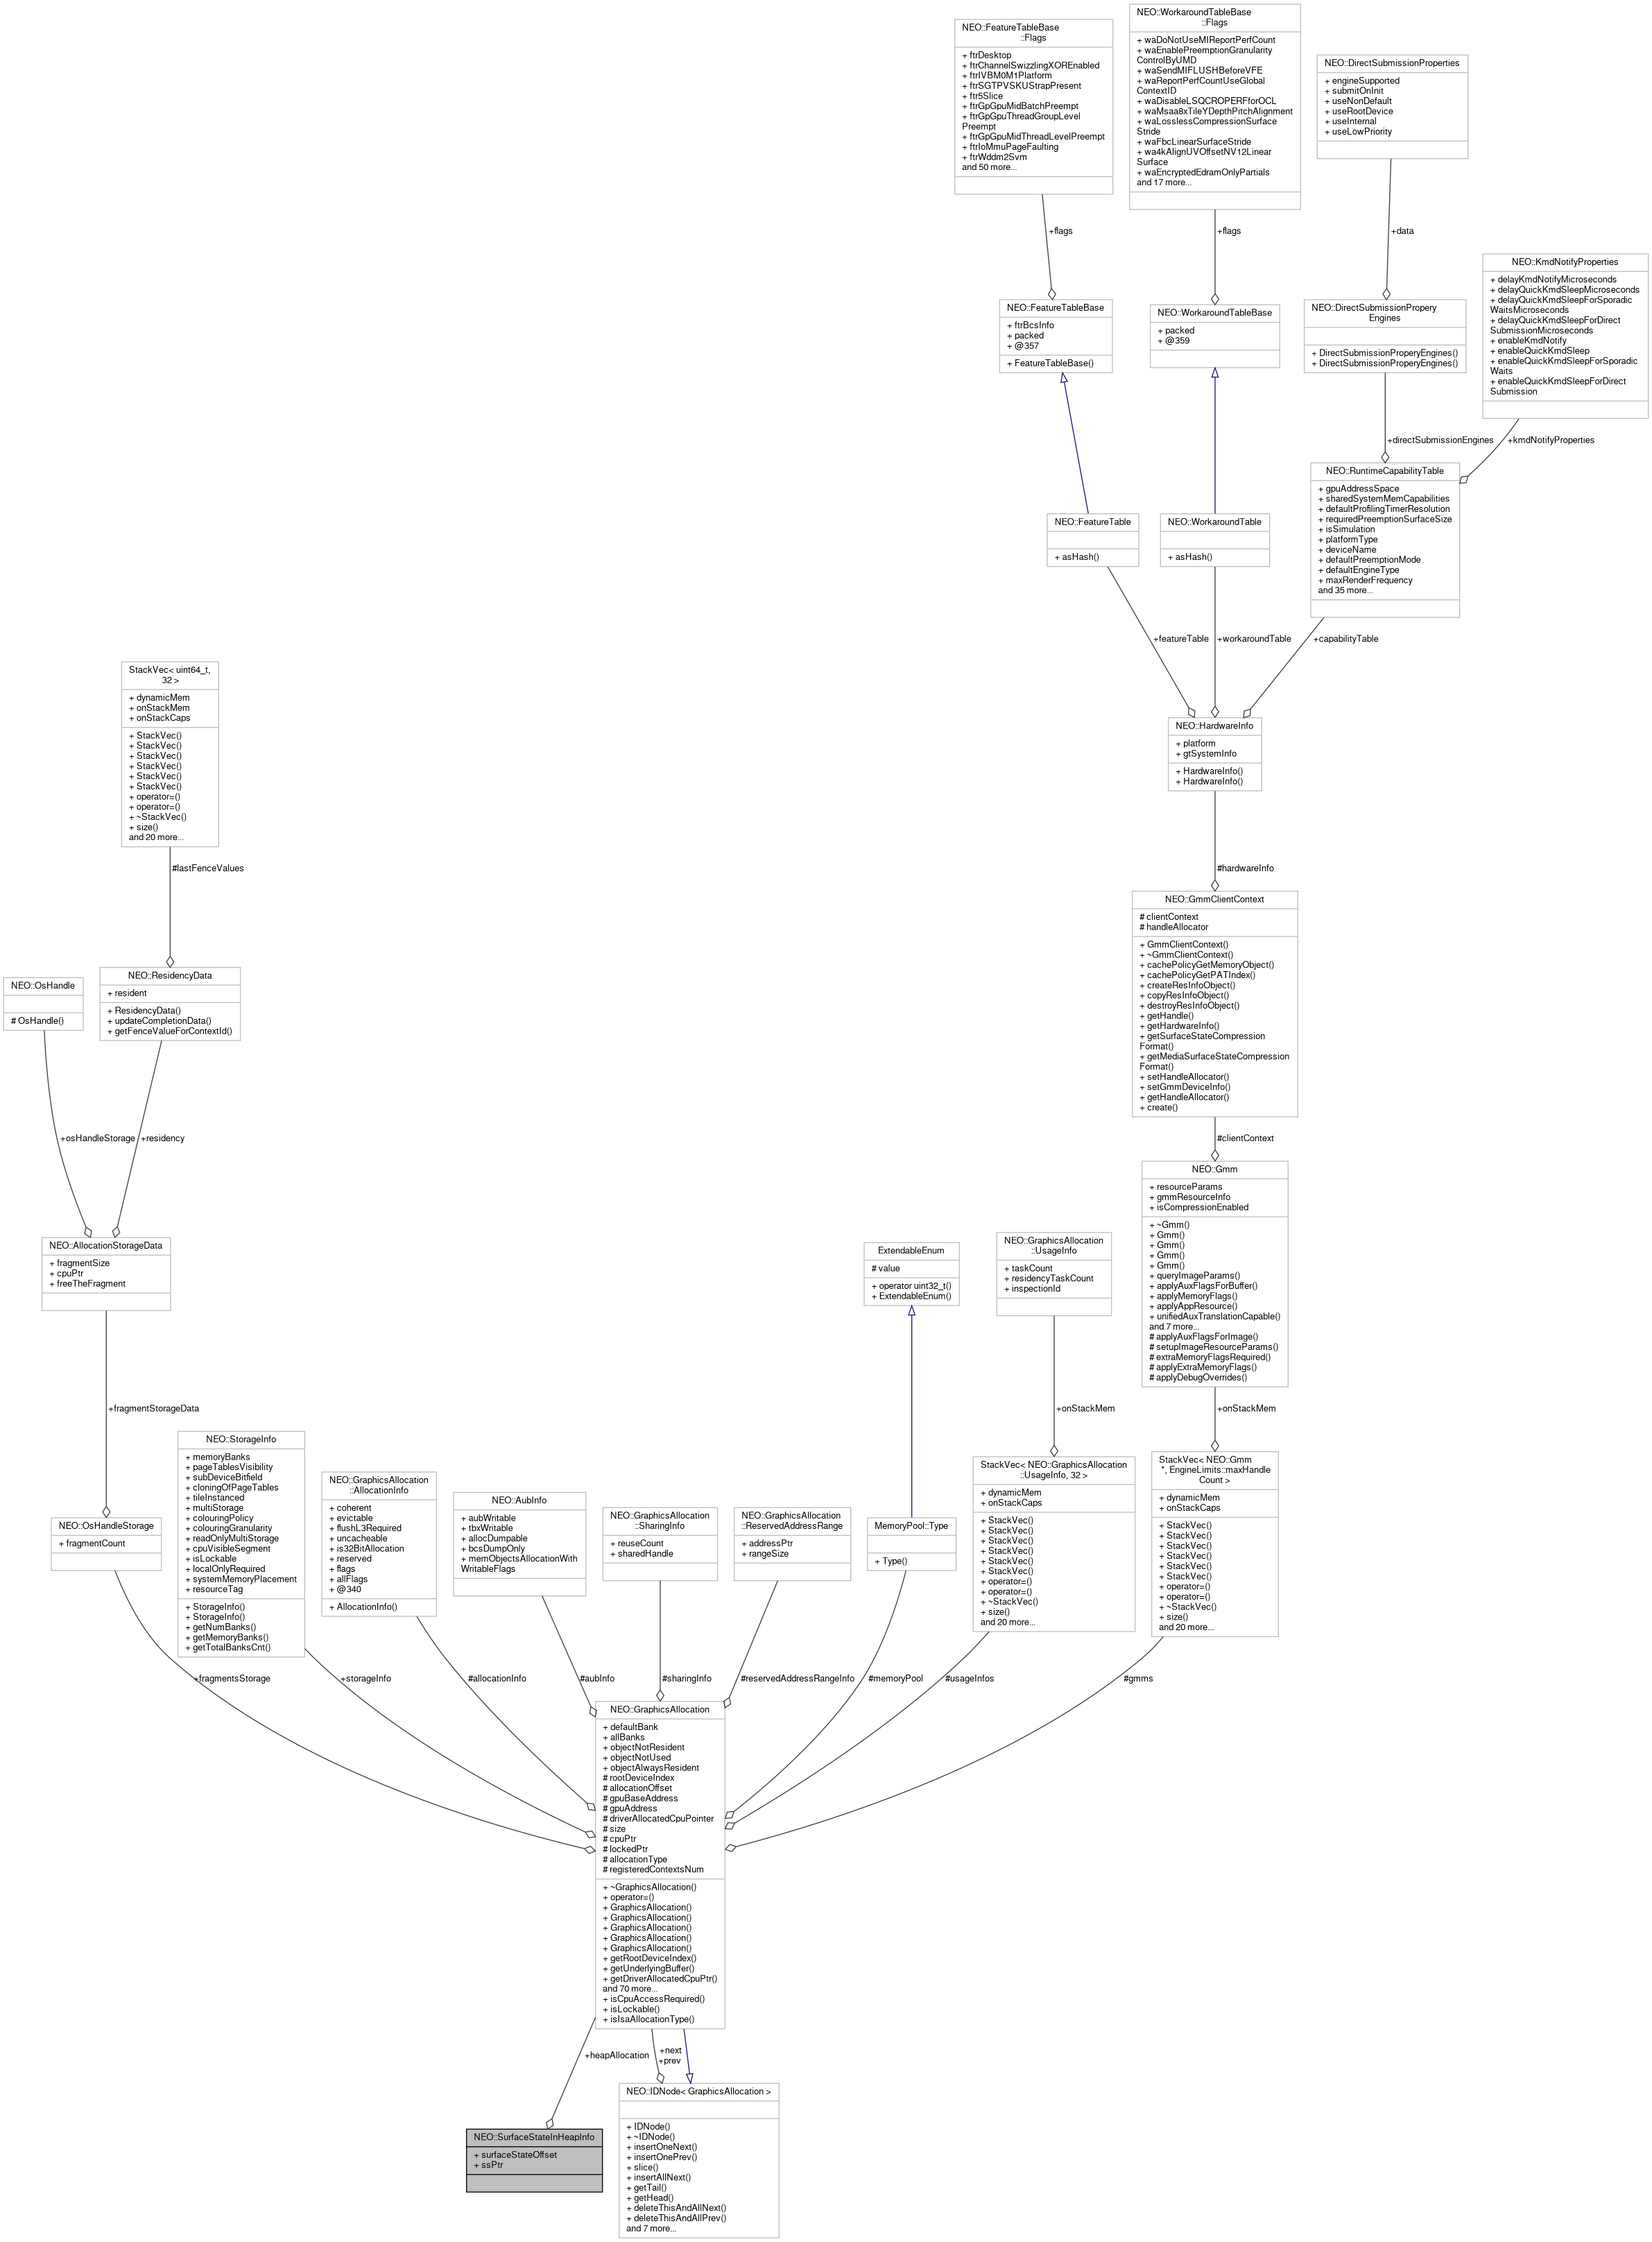 NEO::FeatureTableBase
::Flags
+ ftrDesktop
+ ftrChannelSwizzlingXOREnabled
+ ftrIVBM0M1Platform
+ ftrSGTPVSKUStrapPresent
+ ftr5Slice
+ ftrGpGpuMidBatchPreempt
+ ftrGpGpuThreadGroupLevel
Preempt
+ ftrGpGpuMidThreadLevelPreempt
+ ftrIoMmuPageFaulting
+ ftrWddm2Svm
and 50 more...
NEO::WorkaroundTableBase
::Flags
+ waDoNotUseMIReportPerfCount
+ waEnablePreemptionGranularity
ControlByUMD
+ waSendMIFLUSHBeforeVFE
+ waReportPerfCountUseGlobal
ContextID
+ waDisableLSQCROPERFforOCL
+ waMsaa8xTileYDepthPitchAlignment
+ waLosslessCompressionSurface
Stride
+ waFbcLinearSurfaceStride
+ wa4kAlignUVOffsetNV12Linear
Surface
+ waEncryptedEdramOnlyPartials
and 17 more...
NEO::DirectSubmissionProperties
+ engineSupported
+ submitOnInit
+ useNonDefault
+ useRootDevice
+ useInternal
+ useLowPriority
+flags
+flags
+data
NEO::KmdNotifyProperties
+ delayKmdNotifyMicroseconds
+ delayQuickKmdSleepMicroseconds
+ delayQuickKmdSleepForSporadic
WaitsMicroseconds
+ delayQuickKmdSleepForDirect
SubmissionMicroseconds
+ enableKmdNotify
+ enableQuickKmdSleep
+ enableQuickKmdSleepForSporadic
Waits
+ enableQuickKmdSleepForDirect
Submission
NEO::FeatureTableBase
+ ftrBcsInfo
+ packed
+ @357
+ FeatureTableBase()
NEO::WorkaroundTableBase
+ packed
+ @359
NEO::DirectSubmissionPropery
Engines
+ DirectSubmissionProperyEngines()
+ DirectSubmissionProperyEngines()
+directSubmissionEngines
+kmdNotifyProperties
NEO::FeatureTable
+ asHash()
NEO::WorkaroundTable
+ asHash()
NEO::RuntimeCapabilityTable
+ gpuAddressSpace
+ sharedSystemMemCapabilities
+ defaultProfilingTimerResolution
+ requiredPreemptionSurfaceSize
+ isSimulation
+ platformType
+ deviceName
+ defaultPreemptionMode
+ defaultEngineType
+ maxRenderFrequency
and 35 more...
+featureTable
+workaroundTable
+capabilityTable
StackVec< uint64_t,
32 >
+ dynamicMem
+ onStackMem
+ onStackCaps
+ StackVec()
+ StackVec()
+ StackVec()
+ StackVec()
+ StackVec()
+ StackVec()
+ operator=()
+ operator=()
+ ~StackVec()
+ size()
and 20 more...
NEO::HardwareInfo
+ platform
+ gtSystemInfo
+ HardwareInfo()
+ HardwareInfo()
#lastFenceValues
#hardwareInfo
NEO::OsHandle
# OsHandle()
NEO::ResidencyData
+ resident
+ ResidencyData()
+ updateCompletionData()
+ getFenceValueForContextId()
NEO::GmmClientContext
# clientContext
# handleAllocator
+ GmmClientContext()
+ ~GmmClientContext()
+ cachePolicyGetMemoryObject()
+ cachePolicyGetPATIndex()
+ createResInfoObject()
+ copyResInfoObject()
+ destroyResInfoObject()
+ getHandle()
+ getHardwareInfo()
+ getSurfaceStateCompression
Format()
+ getMediaSurfaceStateCompression
Format()
+ setHandleAllocator()
+ setGmmDeviceInfo()
+ getHandleAllocator()
+ create()
+osHandleStorage
+residency
#clientContext
NEO::AllocationStorageData
+ fragmentSize
+ cpuPtr
+ freeTheFragment
ExtendableEnum
# value
+ operator uint32_t()
+ ExtendableEnum()
NEO::GraphicsAllocation
::UsageInfo
+ taskCount
+ residencyTaskCount
+ inspectionId
NEO::Gmm
+ resourceParams
+ gmmResourceInfo
+ isCompressionEnabled
+ ~Gmm()
+ Gmm()
+ Gmm()
+ Gmm()
+ Gmm()
+ queryImageParams()
+ applyAuxFlagsForBuffer()
+ applyMemoryFlags()
+ applyAppResource()
+ unifiedAuxTranslationCapable()
and 7 more...
# applyAuxFlagsForImage()
# setupImageResourceParams()
# extraMemoryFlagsRequired()
# applyExtraMemoryFlags()
# applyDebugOverrides()
+fragmentStorageData
+onStackMem
+onStackMem
NEO::OsHandleStorage
+ fragmentCount
NEO::StorageInfo
+ memoryBanks
+ pageTablesVisibility
+ subDeviceBitfield
+ cloningOfPageTables
+ tileInstanced
+ multiStorage
+ colouringPolicy
+ colouringGranularity
+ readOnlyMultiStorage
+ cpuVisibleSegment
+ isLockable
+ localOnlyRequired
+ systemMemoryPlacement
+ resourceTag
+ StorageInfo()
+ StorageInfo()
+ getNumBanks()
+ getMemoryBanks()
+ getTotalBanksCnt()
NEO::GraphicsAllocation
::AllocationInfo
+ coherent
+ evictable
+ flushL3Required
+ uncacheable
+ is32BitAllocation
+ reserved
+ flags
+ allFlags
+ @340
+ AllocationInfo()
NEO::AubInfo
+ aubWritable
+ tbxWritable
+ allocDumpable
+ bcsDumpOnly
+ memObjectsAllocationWith
WritableFlags
NEO::GraphicsAllocation
::SharingInfo
+ reuseCount
+ sharedHandle
NEO::GraphicsAllocation
::ReservedAddressRange
+ addressPtr
+ rangeSize
MemoryPool::Type
+ Type()
StackVec< NEO::GraphicsAllocation
::UsageInfo, 32 >
+ dynamicMem
+ onStackCaps
+ StackVec()
+ StackVec()
+ StackVec()
+ StackVec()
+ StackVec()
+ StackVec()
+ operator=()
+ operator=()
+ ~StackVec()
+ size()
and 20 more...
StackVec< NEO::Gmm
*, EngineLimits::maxHandle
Count >
+ dynamicMem
+ onStackCaps
+ StackVec()
+ StackVec()
+ StackVec()
+ StackVec()
+ StackVec()
+ StackVec()
+ operator=()
+ operator=()
+ ~StackVec()
+ size()
and 20 more...
+fragmentsStorage
+storageInfo
#allocationInfo
#aubInfo
#sharingInfo
#reservedAddressRangeInfo
#memoryPool
#usageInfos
#gmms
NEO::GraphicsAllocation
+ defaultBank
+ allBanks
+ objectNotResident
+ objectNotUsed
+ objectAlwaysResident
# rootDeviceIndex
# allocationOffset
# gpuBaseAddress
# gpuAddress
# driverAllocatedCpuPointer
# size
# cpuPtr
# lockedPtr
# allocationType
# registeredContextsNum
+ ~GraphicsAllocation()
+ operator=()
+ GraphicsAllocation()
+ GraphicsAllocation()
+ GraphicsAllocation()
+ GraphicsAllocation()
+ GraphicsAllocation()
+ getRootDeviceIndex()
+ getUnderlyingBuffer()
+ getDriverAllocatedCpuPtr()
and 70 more...
+ isCpuAccessRequired()
+ isLockable()
+ isIsaAllocationType()
+heapAllocation
+next
+prev
NEO::SurfaceStateInHeapInfo
+ surfaceStateOffset
+ ssPtr
NEO::IDNode< GraphicsAllocation >
+ IDNode()
+ ~IDNode()
+ insertOneNext()
+ insertOnePrev()
+ slice()
+ insertAllNext()
+ getTail()
+ getHead()
+ deleteThisAndAllNext()
+ deleteThisAndAllPrev()
and 7 more...